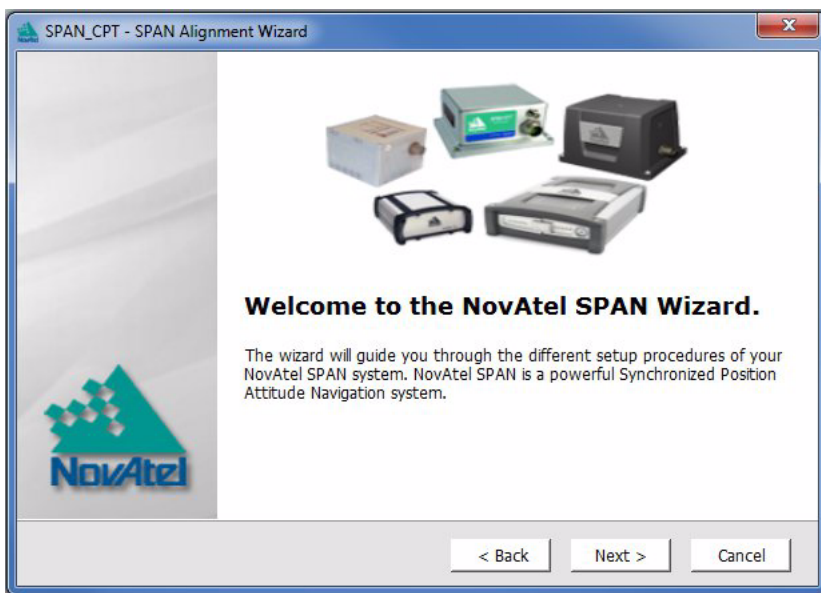 SPAN_CPT - SPAN Alignment Wizard
Welcome to the NovAtel SPAN Wizard.
The wizard will guide you through the different setup procedures of your
NovAtel SPAN system. NovAtel SPAN is a powerful Synchronized Position
Attitude Navigation system.
NovAtel
< Back
Next >
Cancel